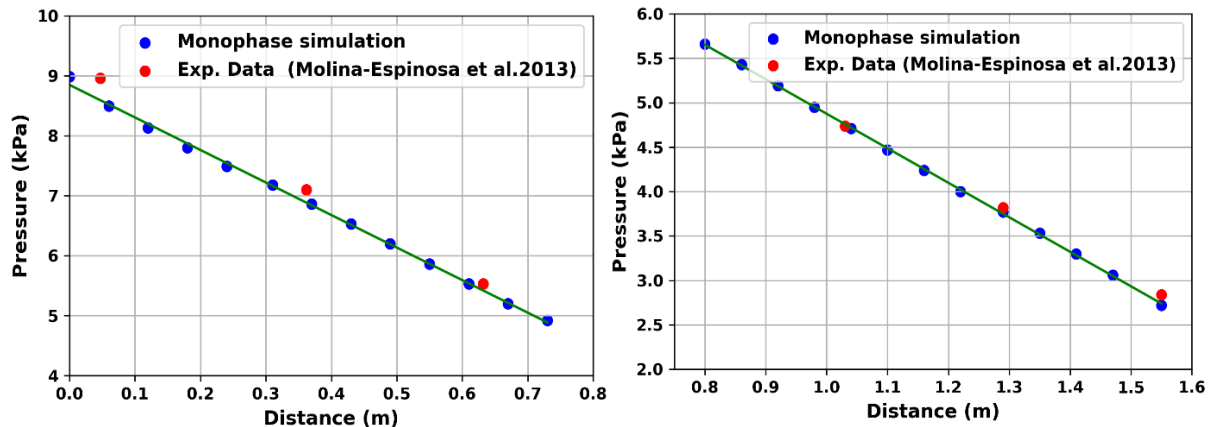 10
9
8
7
6
5
4
Pressure (kPa)
Monophase simulation
Exp. Data  (Molina-Espinosa et al.2013)
0.0 0.1 0.2 0.3 0.4 0.5 0.6 0.7 0.8
Distance (m)
6.0
5.5
5.0
4.5
4.0
3.5
3.0
2.5
2.0
Pressure (kPa)
Monophase simulation
Exp. Data (Molina-Espinosa et al.2013)
0.8 0.9 1.0 1.1 1.2 1.3 1.4 1.5 1.6
Distance (m)